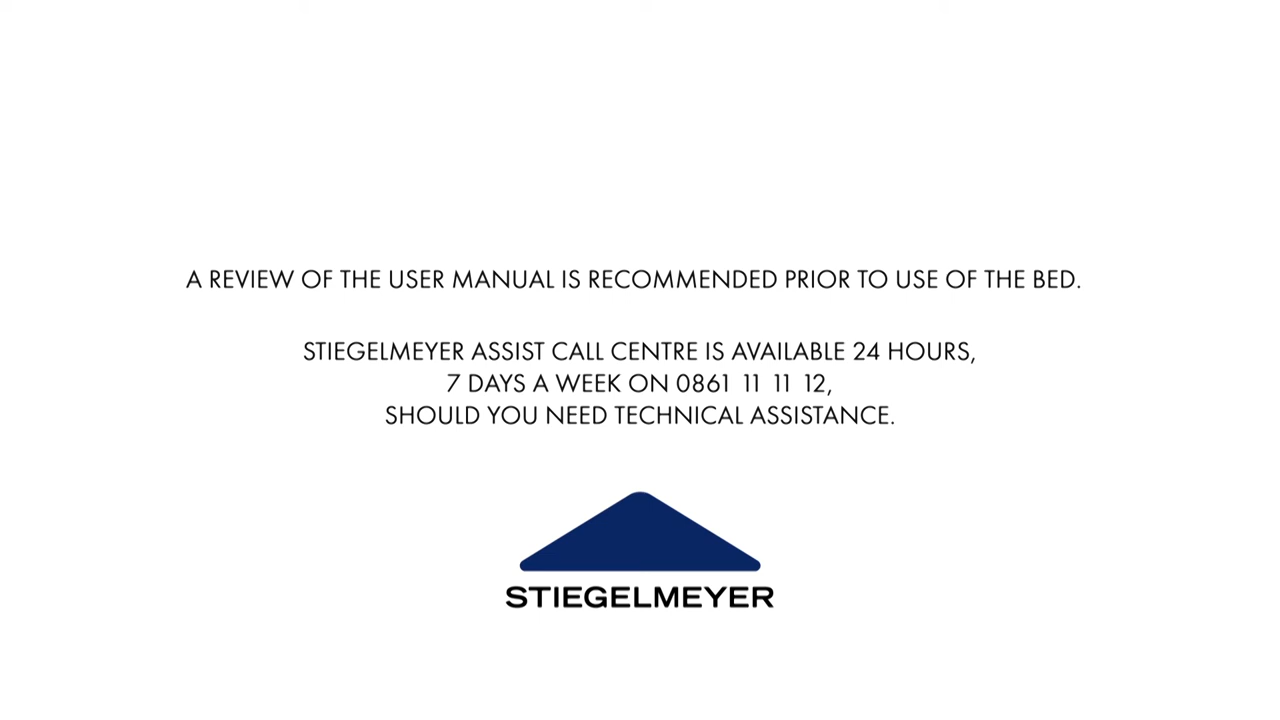 A REVIEW OF THE USER MANUAL IS RECOMMENDED PRIOR TO USE OF THE BED.
STIEGELMEYER ASSIST CALL CENTRE IS AVAILABLE 24 HOURS,
7 DAYS A WEEK ON 0861 11 11 12,
SHOULD YOU NEED TECHNICAL ASSISTANCE.
STIEGELMEYER